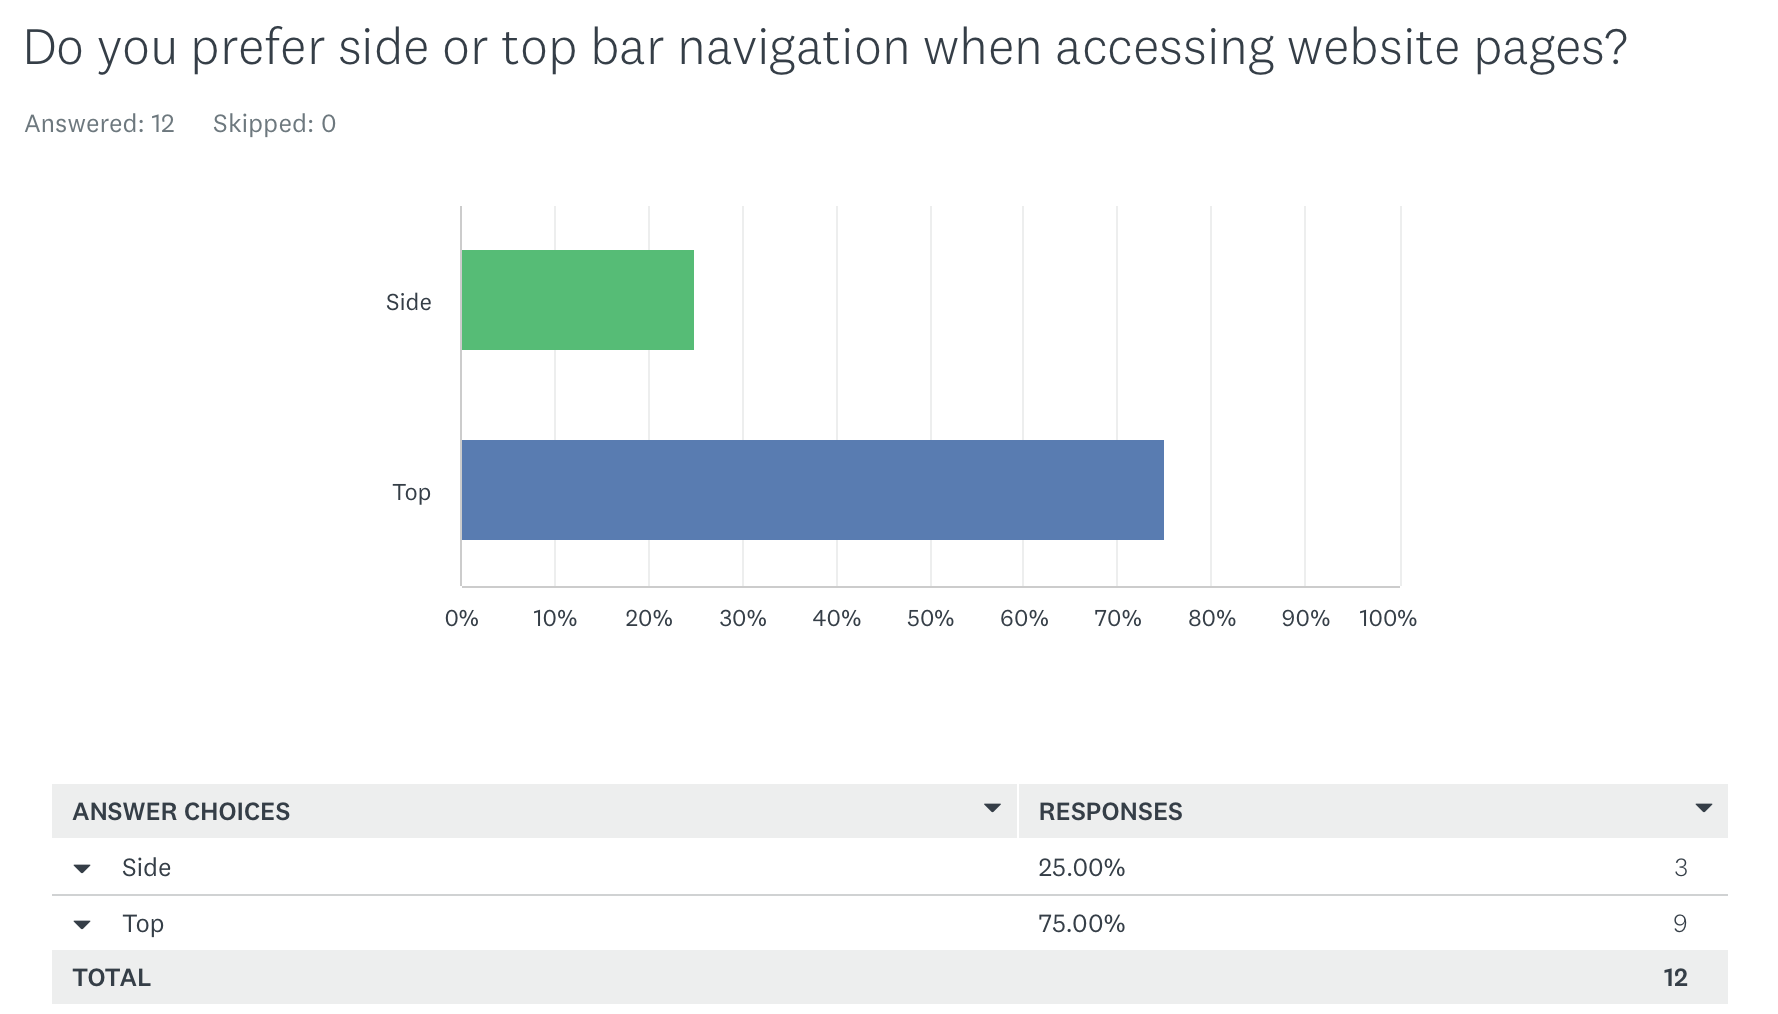 Do you prefer side or top bar navigation when accessing website pages?
Answered: 12 Skipped: 0
Side
Top
0% 10% 20% 30% 40% 50% 60% 70% 80% 90% 100%
ANSWER CHOICES RESPONSES
Side 25.00% 3
Top 75.00% 9
TOTAL 12